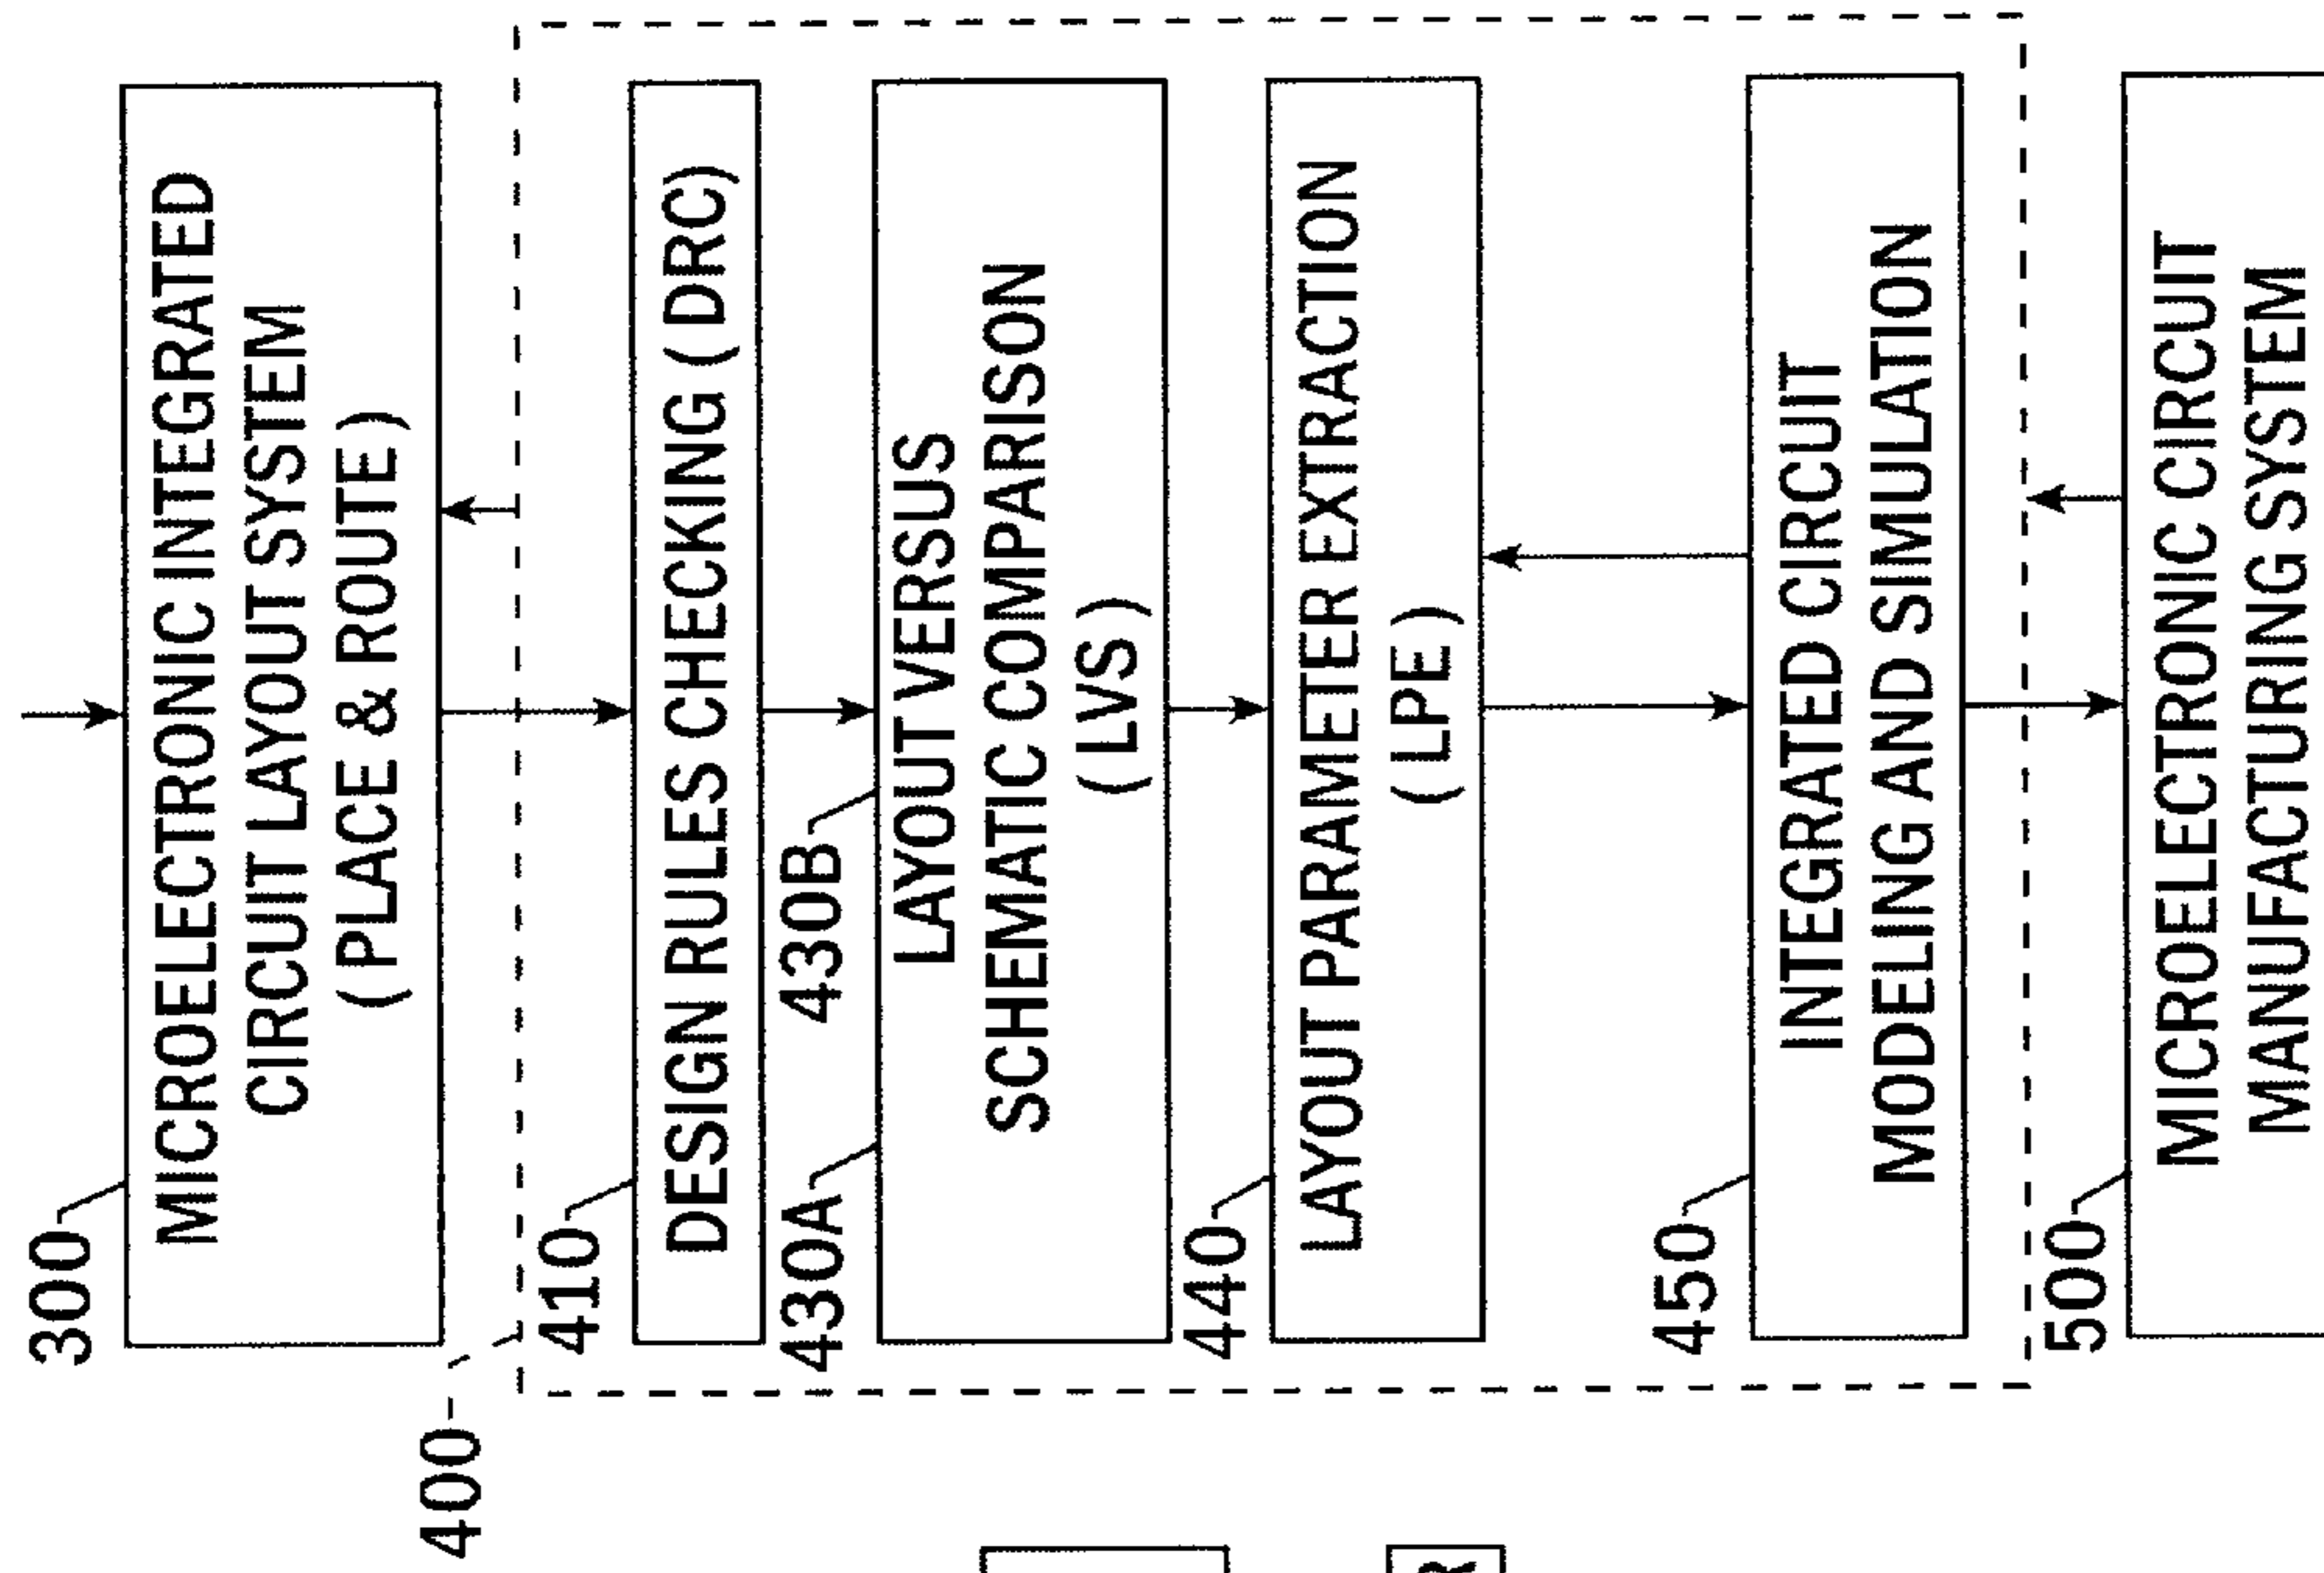 300
MICROELECTRONIC INTEGRATED
CIRCUIT LAYOUT SYSTEM
(PLACE & ROUTE)
400
410
DESIGN RULES CHECKING (DRC)
430A
430B
LAYOUT VERSUS
SCHEMATIC COMPARISON
(LVS)
440
LAYOUT PARAMETER EXTRACTION
(LPE)
450
INTEGRATED CIRCUIT
MODELING AND SIMULATION
500
MICROELECTRONIC CIRCUIT
MANUFACTURING SYSTEM